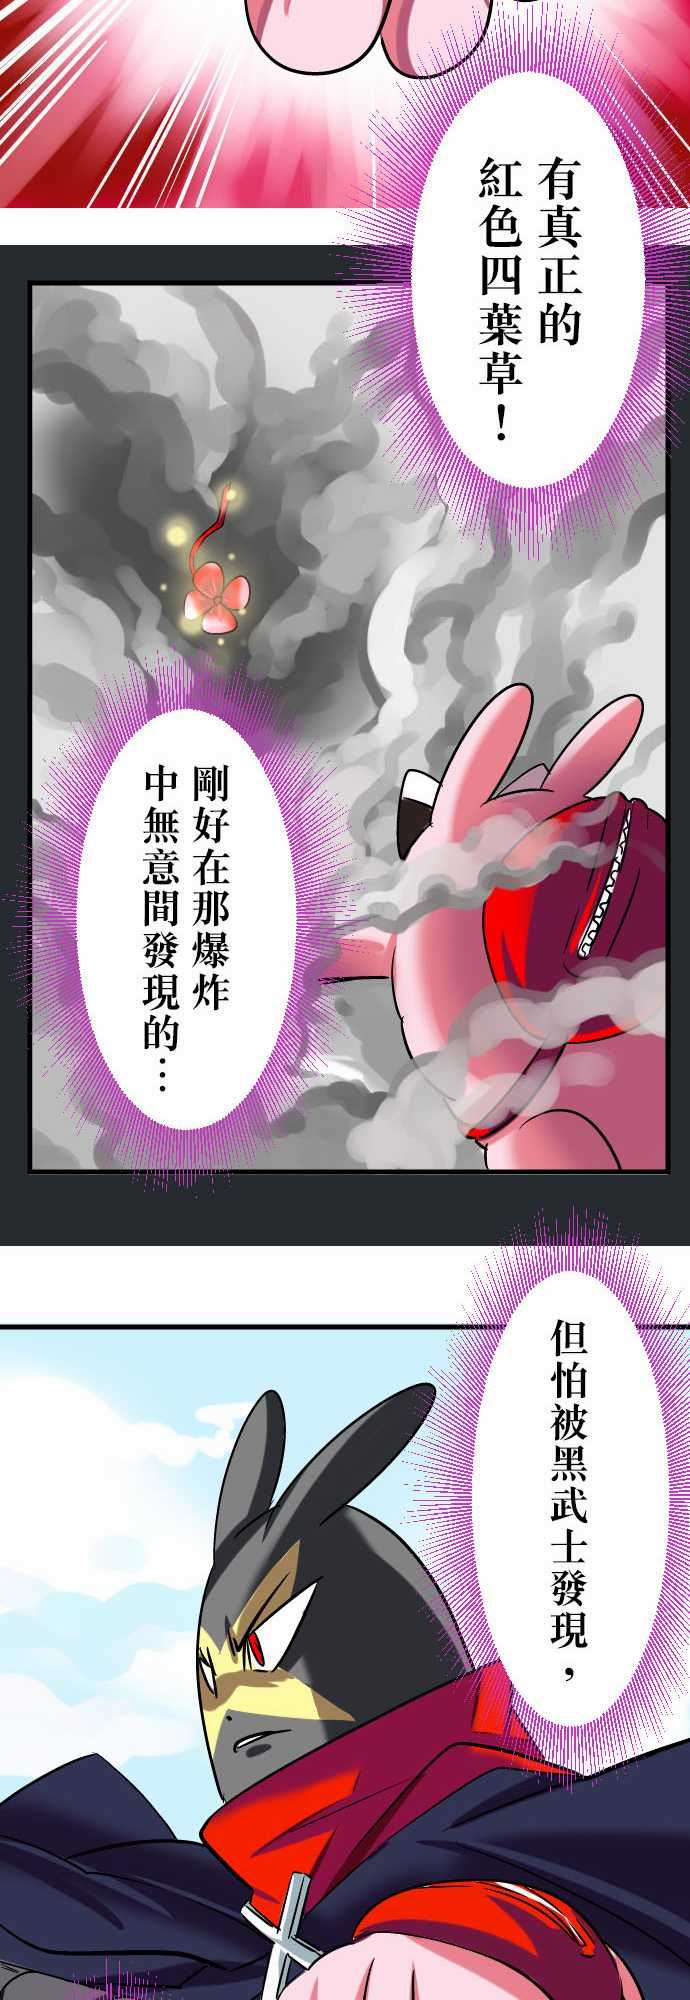 有真正的
紅色四葉草！
剛好在那爆炸
中無意間發現的…
但怕被黑武士發現，